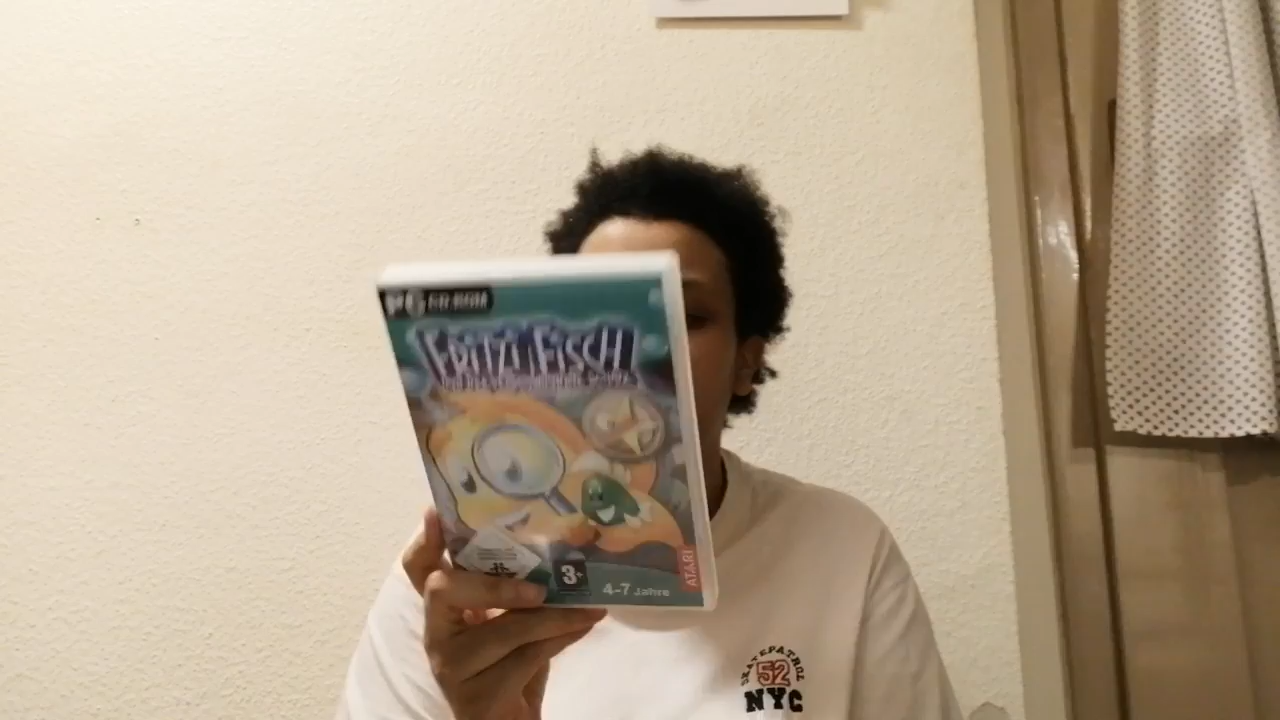 PC CD-ROM
FRITZI FISCH
3+
4-7 Jahre
ATARI
SKATEPATROL
52
NYC